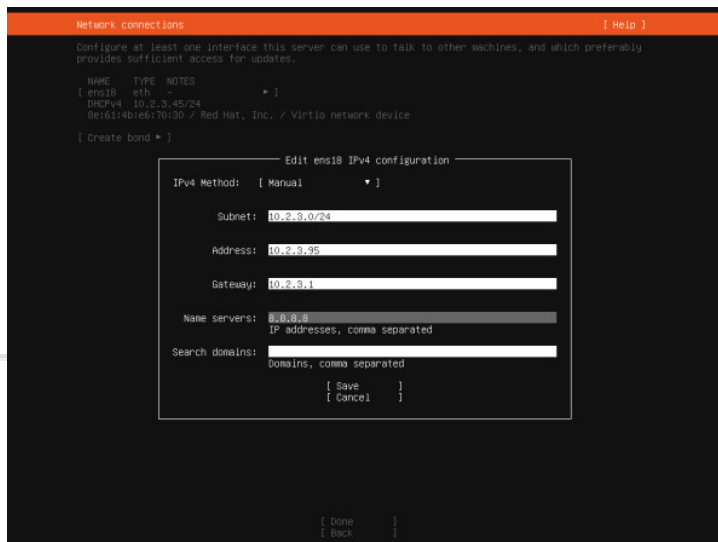 Network connections [ Help ]
Configure at least one interface this server can use to talk to other machines, and which preferably
provides sufficient access for updates.
NAME TYPE NOTES
[ ens18 eth - ▸ ]
DHCPv4 10.2.3.45/24
8e:61:4b:e6:70:30 / Red Hat, Inc. / Virtio network device
[ Create bond ▸ ]
Edit ens18 IPv4 configuration
IPv4 Method: [ Manual ▾ ]
Subnet: 10.2.3.0/24
Address: 10.2.3.95
Gateway: 10.2.3.1
Name servers: 8.8.8.8
IP addresses, comma separated
Search domains:
Domains, comma separated
[ Save ]
[ Cancel ]
[ Done ]
[ Back ]